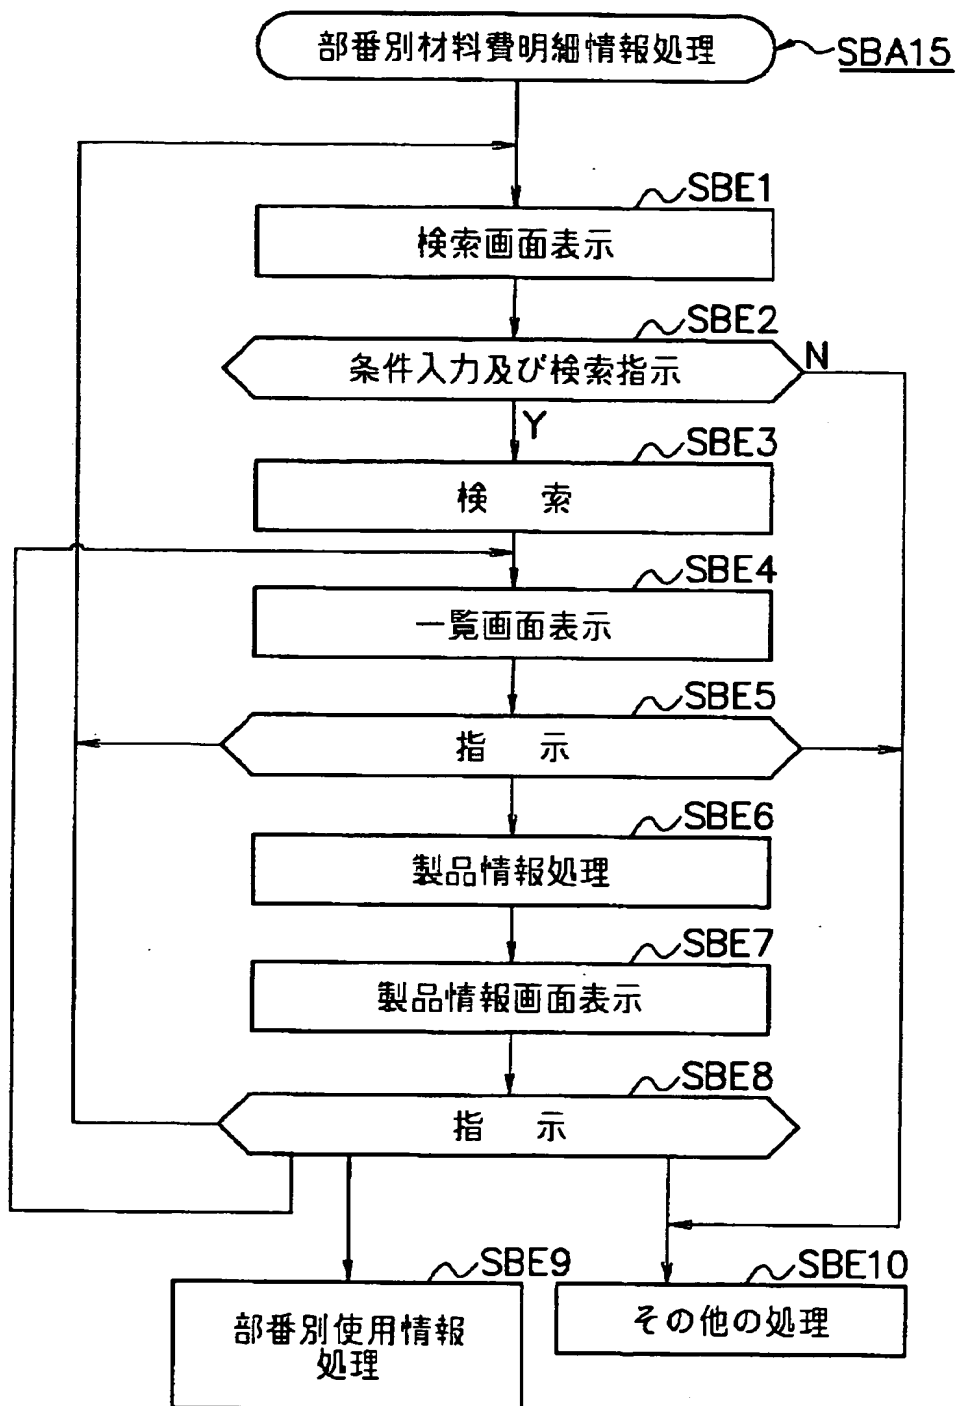 部番別材料費明細情報処理
SBA15
SBE1
検索画面表示
SBE2
条件入力及び検索指示
N
Y
SBE3
検 索
SBE4
一覧画面表示
SBE5
指 示
SBE6
製品情報処理
SBE7
製品情報画面表示
SBE8
指 示
SBE9
部番別使用情報
処理
SBE10
その他の処理